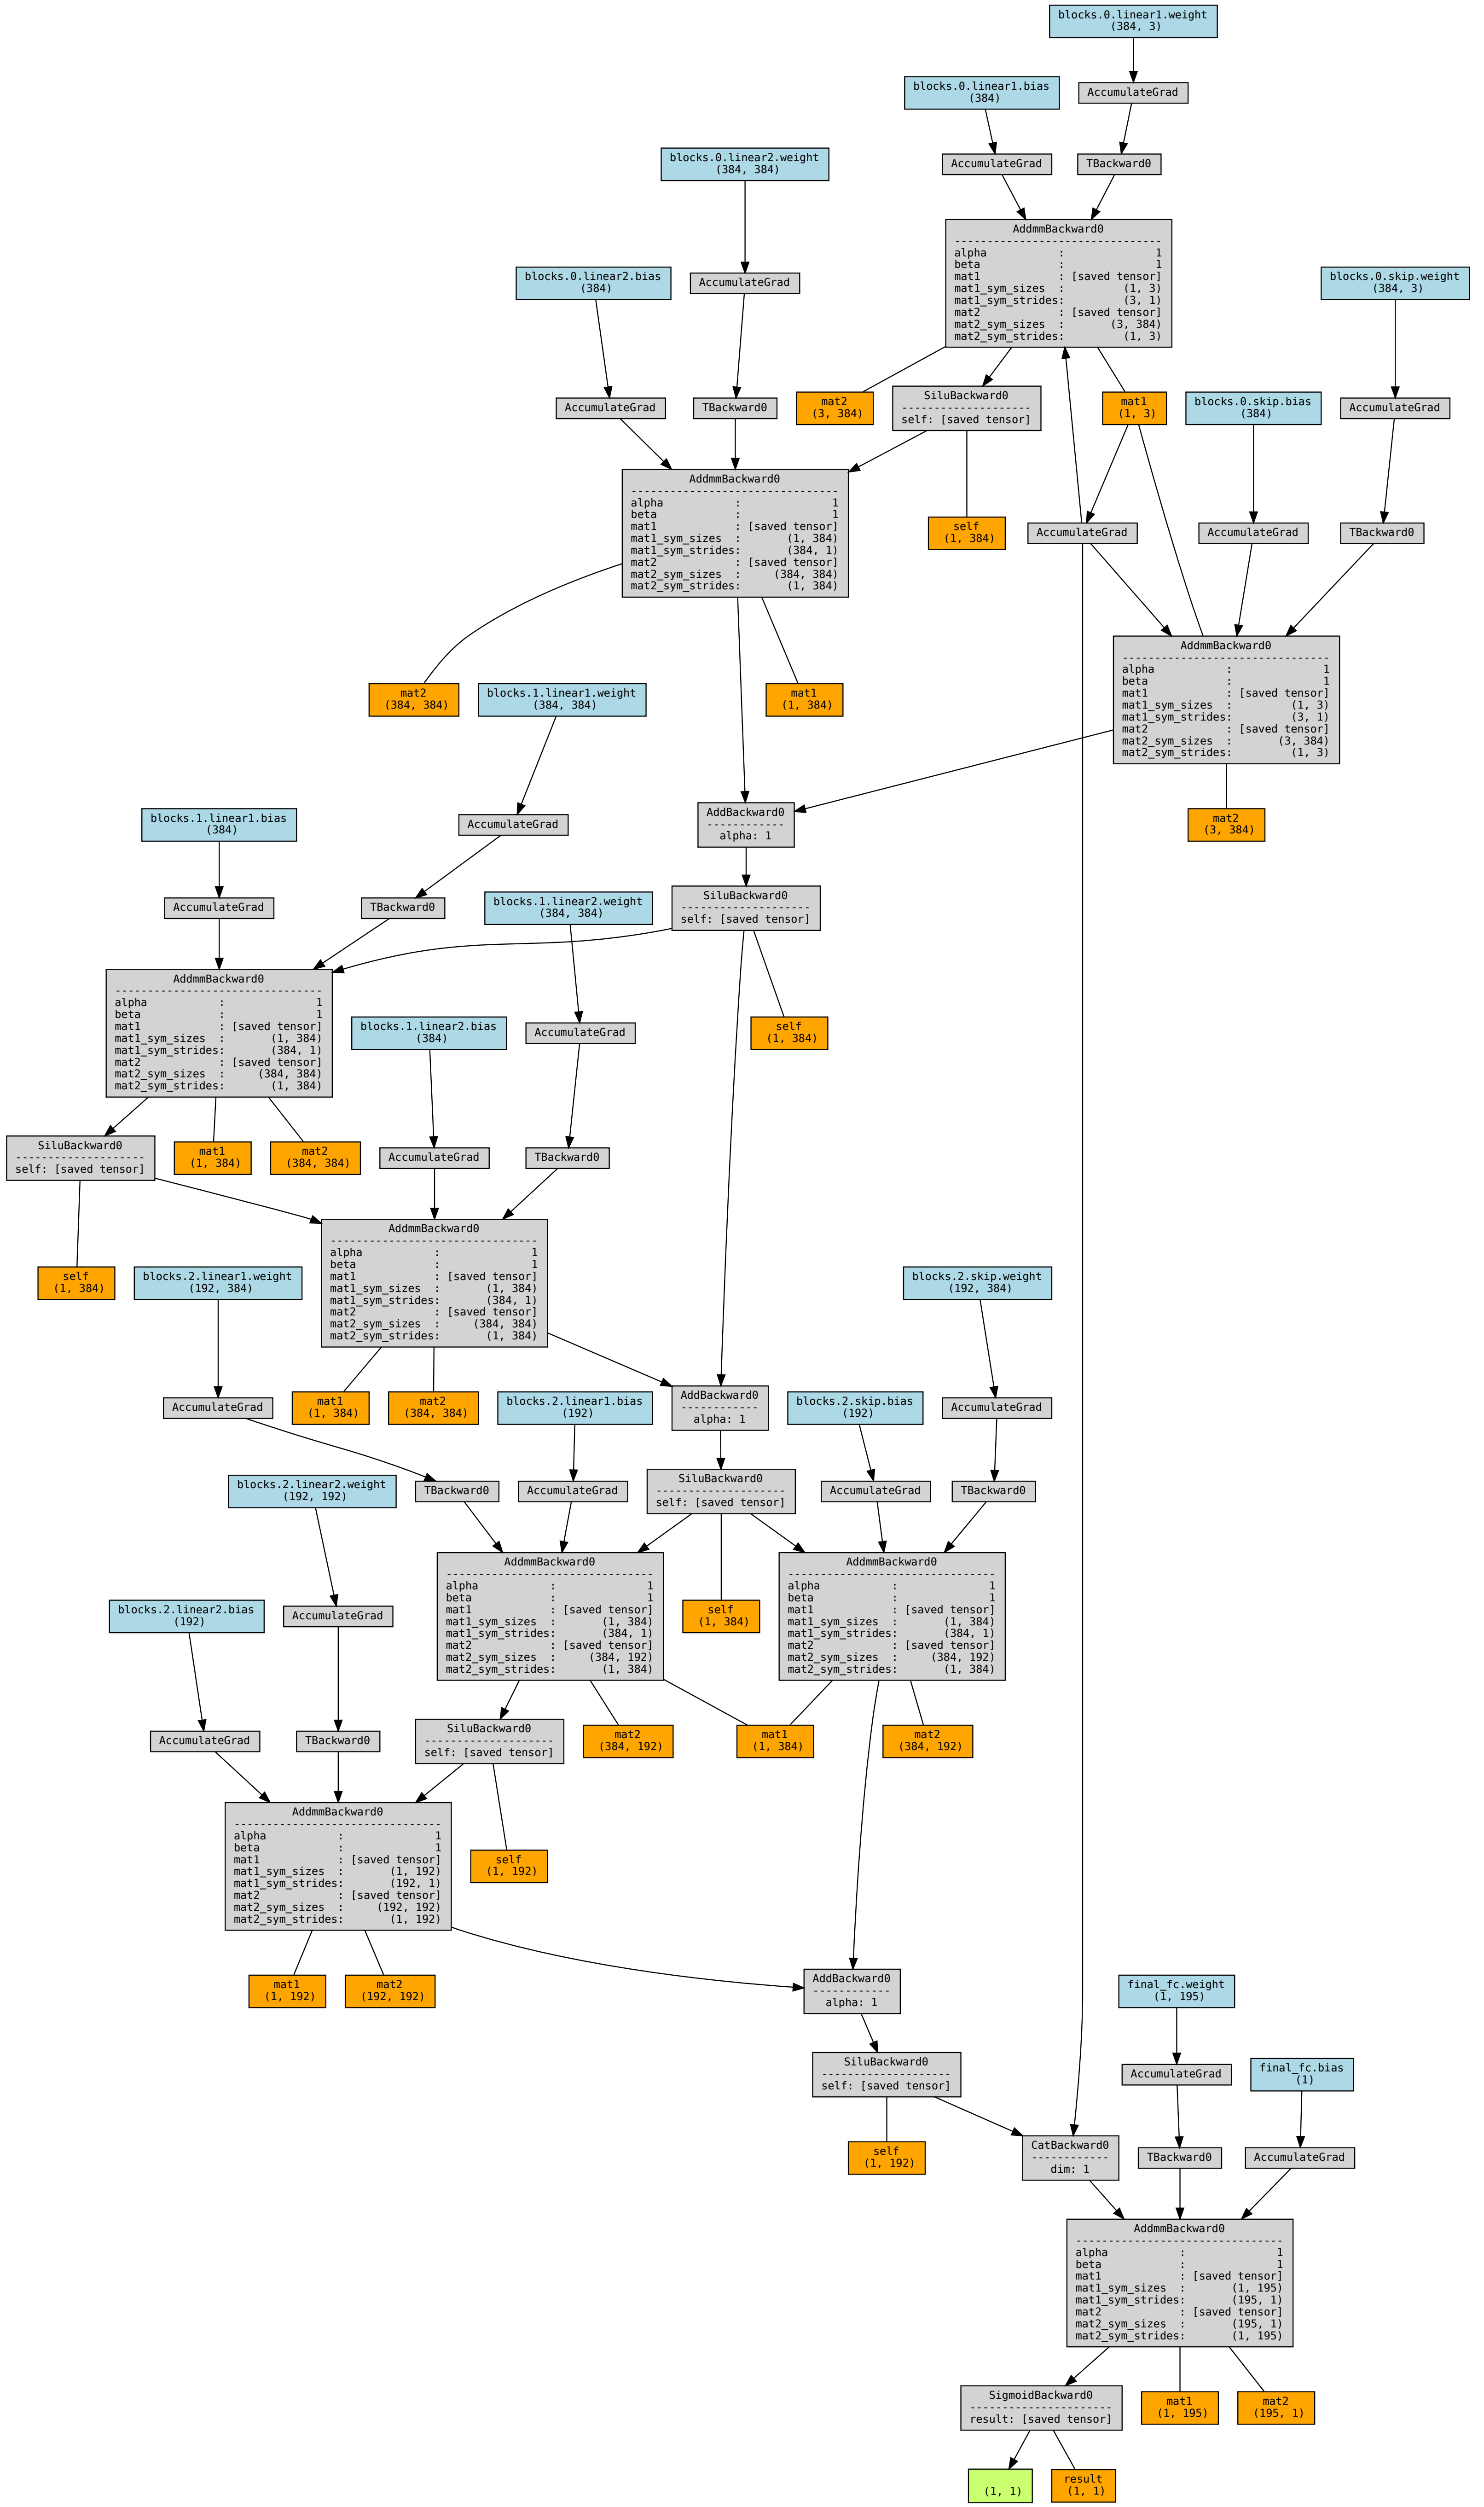 blocks.0.linear1.weight
(384, 3)
blocks.0.linear1.bias
(384)
AccumulateGrad
blocks.0.linear2.weight
(384, 384)
AccumulateGrad
TBackward0
AddmmBackward0
--------------------------------
alpha           :              1
beta            :              1
mat1            : [saved tensor]
mat1_sym_sizes  :         (1, 3)
mat1_sym_strides:         (3, 1)
mat2            : [saved tensor]
mat2_sym_sizes  :       (3, 384)
mat2_sym_strides:         (1, 3)
blocks.0.linear2.bias
(384)
AccumulateGrad
blocks.0.skip.weight
(384, 3)
AccumulateGrad
TBackward0
mat2
(3, 384)
SiluBackward0
-------------------
self: [saved tensor]
mat1
(1, 3)
blocks.0.skip.bias
(384)
AccumulateGrad
AddmmBackward0
--------------------------------
alpha           :              1
beta            :              1
mat1            : [saved tensor]
mat1_sym_sizes  :       (1, 384)
mat1_sym_strides:       (384, 1)
mat2            : [saved tensor]
mat2_sym_sizes  :     (384, 384)
mat2_sym_strides:       (1, 384)
self
(1, 384)
AccumulateGrad
AccumulateGrad
TBackward0
AddmmBackward0
--------------------------------
alpha           :              1
beta            :              1
mat1            : [saved tensor]
mat1_sym_sizes  :         (1, 3)
mat1_sym_strides:         (3, 1)
mat2            : [saved tensor]
mat2_sym_sizes  :       (3, 384)
mat2_sym_strides:         (1, 3)
mat2
(384, 384)
blocks.1.linear1.weight
(384, 384)
mat1
(1, 384)
AddBackward0
------------
alpha: 1
mat2
(3, 384)
blocks.1.linear1.bias
(384)
AccumulateGrad
AccumulateGrad
TBackward0
blocks.1.linear2.weight
(384, 384)
SiluBackward0
-------------------
self: [saved tensor]
AddmmBackward0
--------------------------------
alpha           :              1
beta            :              1
mat1            : [saved tensor]
mat1_sym_sizes  :       (1, 384)
mat1_sym_strides:       (384, 1)
mat2            : [saved tensor]
mat2_sym_sizes  :     (384, 384)
mat2_sym_strides:       (1, 384)
blocks.1.linear2.bias
(384)
AccumulateGrad
self
(1, 384)
SiluBackward0
-------------------
self: [saved tensor]
mat1
(1, 384)
mat2
(384, 384)
AccumulateGrad
TBackward0
AddmmBackward0
--------------------------------
alpha           :              1
beta            :              1
mat1            : [saved tensor]
mat1_sym_sizes  :       (1, 384)
mat1_sym_strides:       (384, 1)
mat2            : [saved tensor]
mat2_sym_sizes  :     (384, 384)
mat2_sym_strides:       (1, 384)
self
(1, 384)
blocks.2.linear1.weight
(192, 384)
blocks.2.skip.weight
(192, 384)
AccumulateGrad
mat1
(1, 384)
mat2
(384, 384)
blocks.2.linear1.bias
(192)
AddBackward0
------------
alpha: 1
blocks.2.skip.bias
(192)
AccumulateGrad
blocks.2.linear2.weight
(192, 192)
TBackward0
AccumulateGrad
SiluBackward0
-------------------
self: [saved tensor]
AccumulateGrad
TBackward0
AddmmBackward0
--------------------------------
alpha           :              1
beta            :              1
mat1            : [saved tensor]
mat1_sym_sizes  :       (1, 384)
mat1_sym_strides:       (384, 1)
mat2            : [saved tensor]
mat2_sym_sizes  :     (384, 192)
mat2_sym_strides:       (1, 384)
self
(1, 384)
AddmmBackward0
--------------------------------
alpha           :              1
beta            :              1
mat1            : [saved tensor]
mat1_sym_sizes  :       (1, 384)
mat1_sym_strides:       (384, 1)
mat2            : [saved tensor]
mat2_sym_sizes  :     (384, 192)
mat2_sym_strides:       (1, 384)
blocks.2.linear2.bias
(192)
AccumulateGrad
AccumulateGrad
TBackward0
SiluBackward0
-------------------
self: [saved tensor]
mat2
(384, 192)
mat1
(1, 384)
mat2
(384, 192)
AddmmBackward0
--------------------------------
alpha           :              1
beta            :              1
mat1            : [saved tensor]
mat1_sym_sizes  :       (1, 192)
mat1_sym_strides:       (192, 1)
mat2            : [saved tensor]
mat2_sym_sizes  :     (192, 192)
mat2_sym_strides:       (1, 192)
self
(1, 192)
mat1
(1, 192)
mat2
(192, 192)
AddBackward0
------------
alpha: 1
final_fc.weight
(1, 195)
SiluBackward0
-------------------
self: [saved tensor]
AccumulateGrad
final_fc.bias
(1)
self
(1, 192)
CatBackward0
------------
dim: 1
TBackward0
AccumulateGrad
AddmmBackward0
--------------------------------
alpha           :              1
beta            :              1
mat1            : [saved tensor]
mat1_sym_sizes  :       (1, 195)
mat1_sym_strides:       (195, 1)
mat2            : [saved tensor]
mat2_sym_sizes  :       (195, 1)
mat2_sym_strides:       (1, 195)
SigmoidBackward0
----------------------
result: [saved tensor]
mat1
(1, 195)
mat2
(195, 1)
(1, 1)
result
(1, 1)